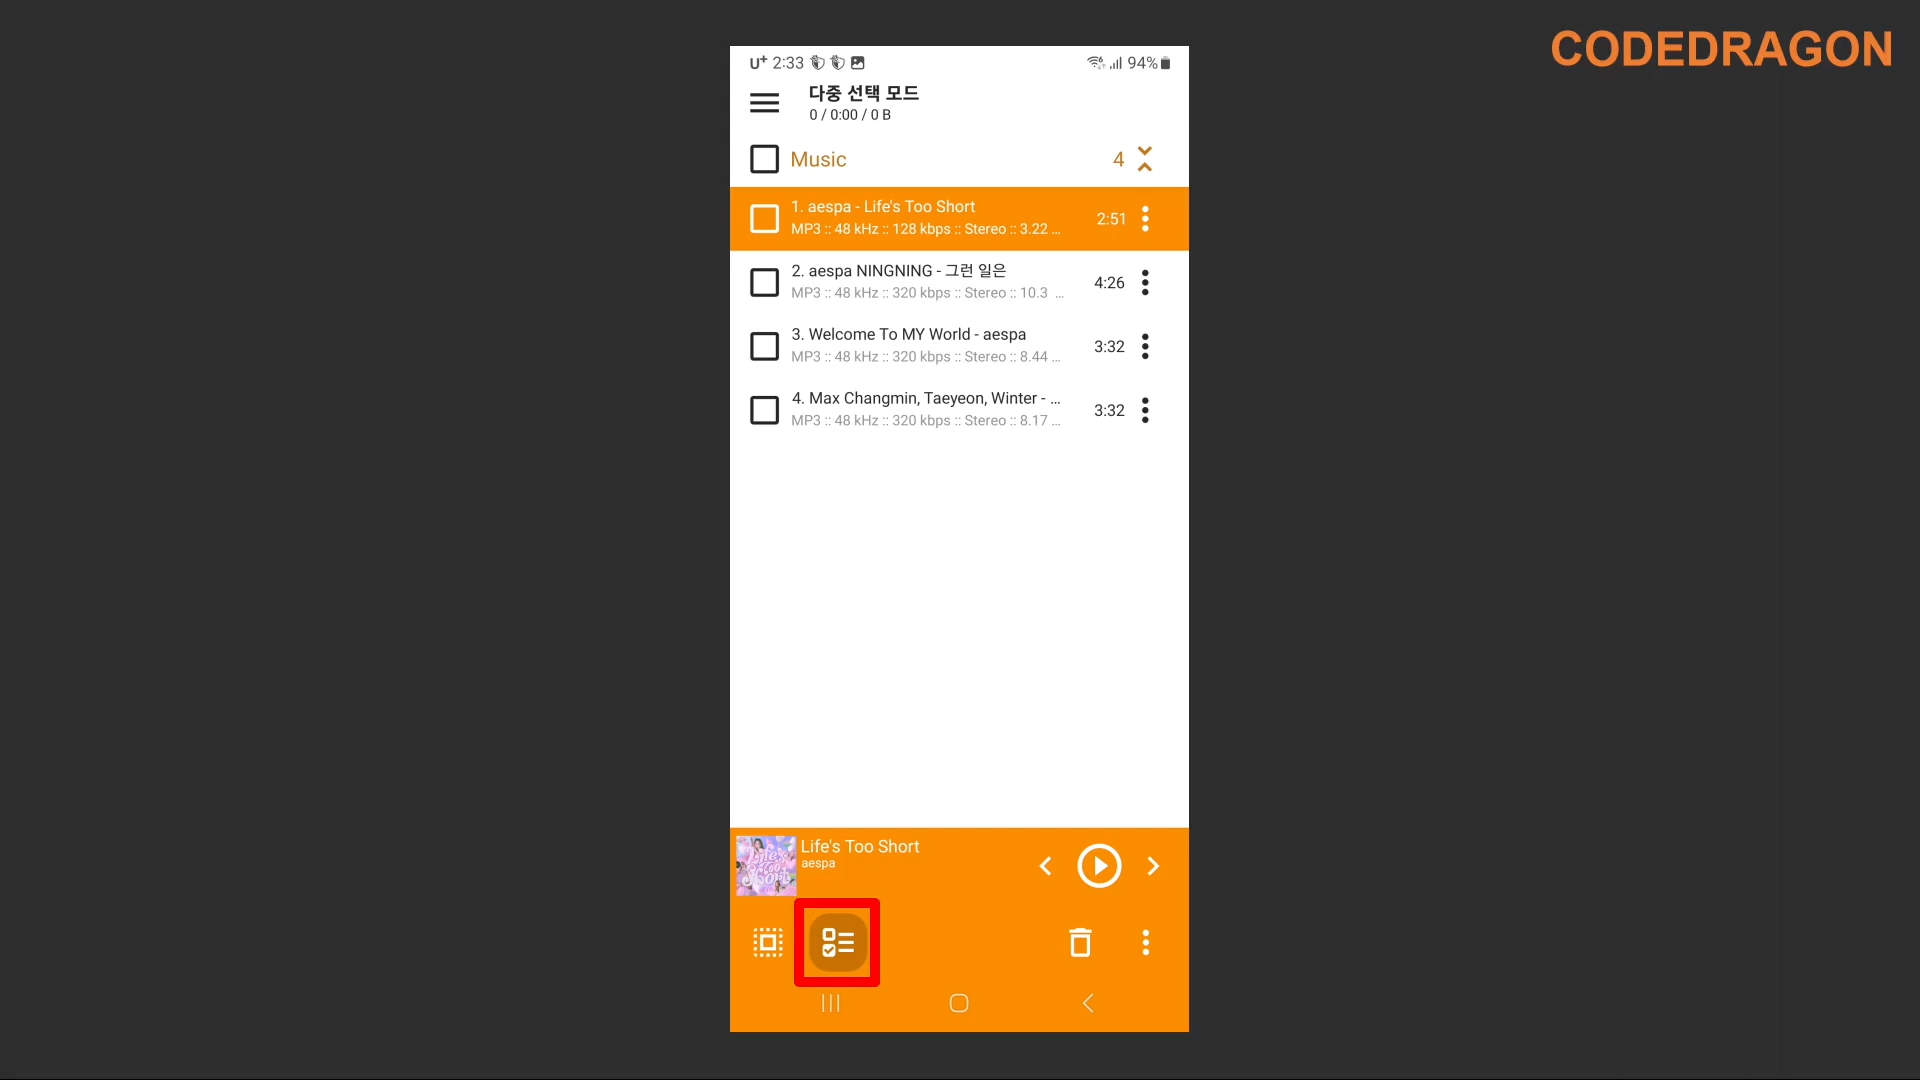 CODEDRAGON
U+ 2:33 94%
다중 선택 모드
0 / 0:00 / 0 B
Music 4
1. aespa - Life's Too Short
MP3 :: 48 kHz :: 128 kbps :: Stereo :: 3.22 ...
2:51
2. aespa NINGNING - 그런 일은
MP3 :: 48 kHz :: 320 kbps :: Stereo :: 10.3 ...
4:26
3. Welcome To MY World - aespa
MP3 :: 48 kHz :: 320 kbps :: Stereo :: 8.44 ...
3:32
4. Max Changmin, Taeyeon, Winter - ...
MP3 :: 48 kHz :: 320 kbps :: Stereo :: 8.17 ...
3:32
Life's Too Short
Life's Too Short
aespa